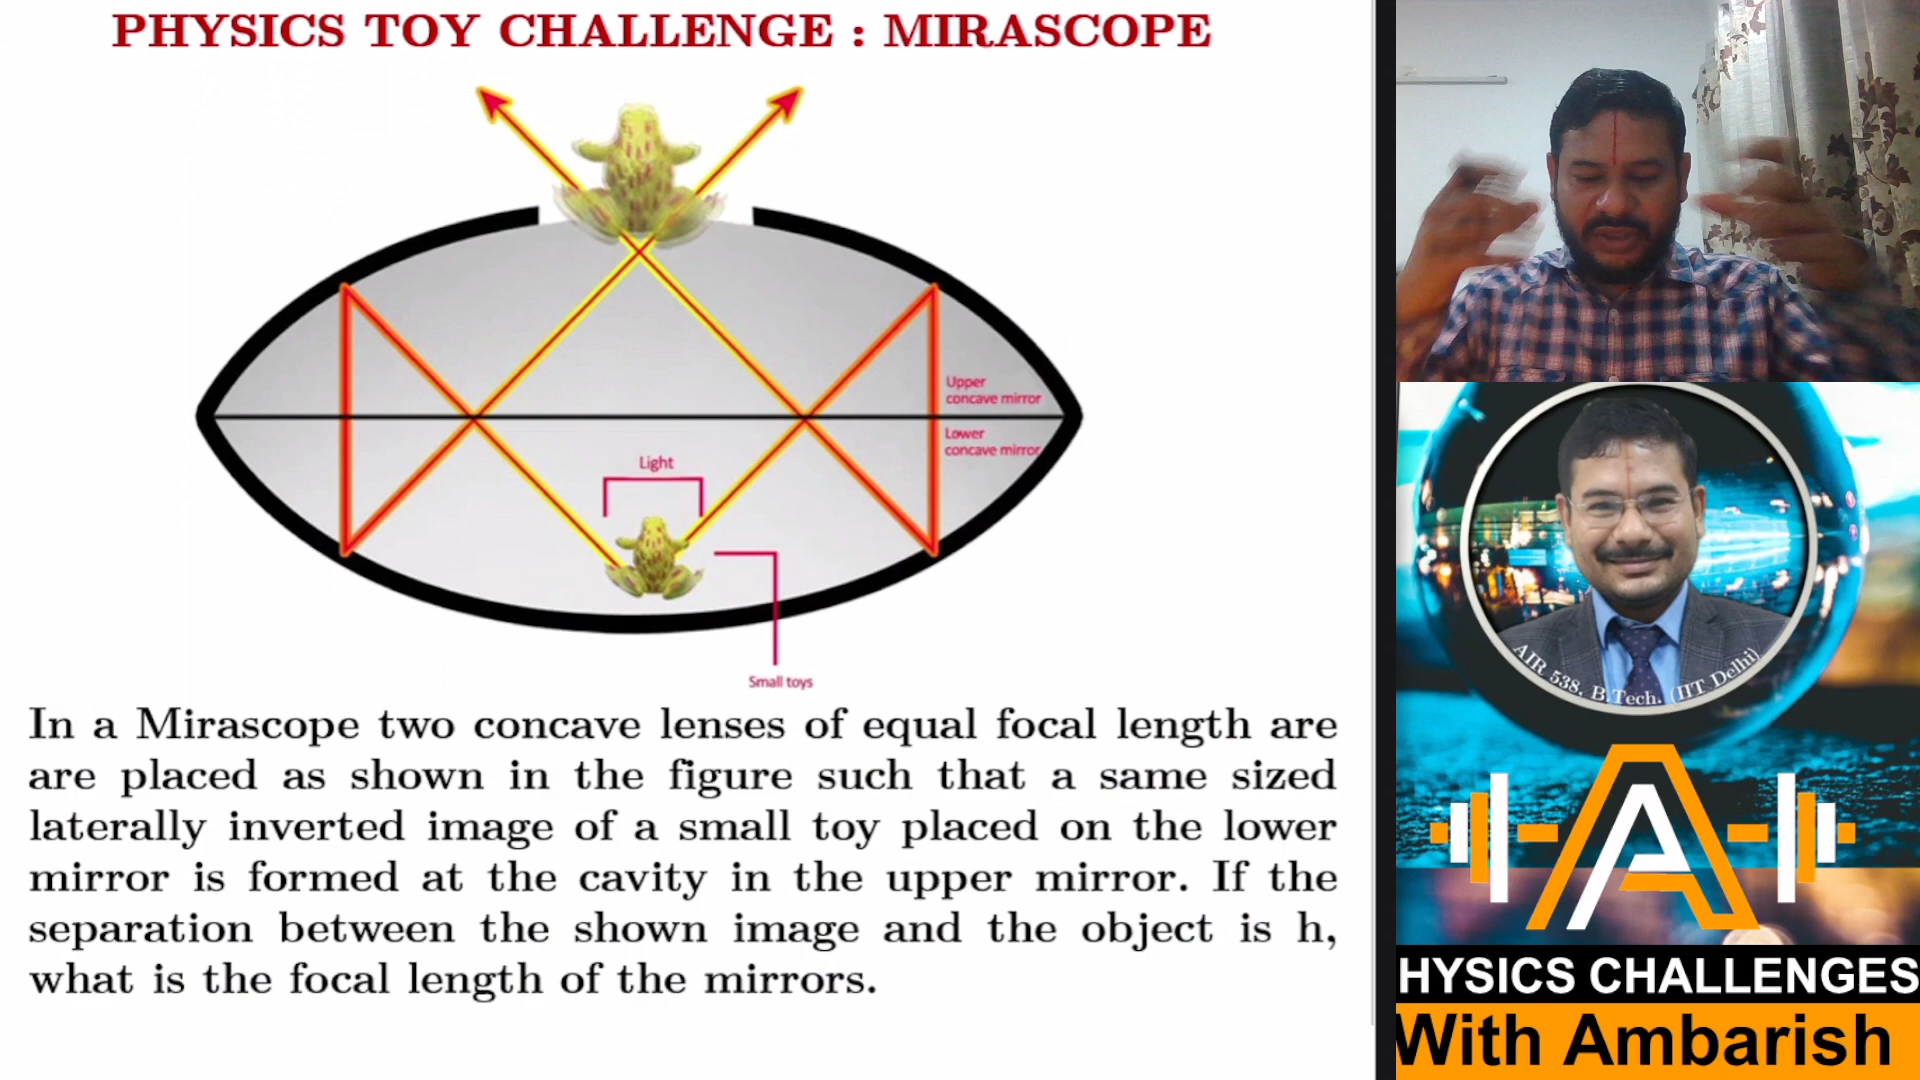 PHYSICS TOY CHALLENGE : MIRASCOPE
Upper
concave mirror
Lower
concave mirror
Light
Small toys
In a Mirascope two concave lenses of equal focal length are
are placed as shown in the figure such that a same sized
laterally inverted image of a small toy placed on the lower
mirror is formed at the cavity in the upper mirror. If the
separation between the shown image and the object is h,
what is the focal length of the mirrors.
AIR 538, B.Tech. (IIT Delhi)
A
HYSICS CHALLENGES
With Ambarish